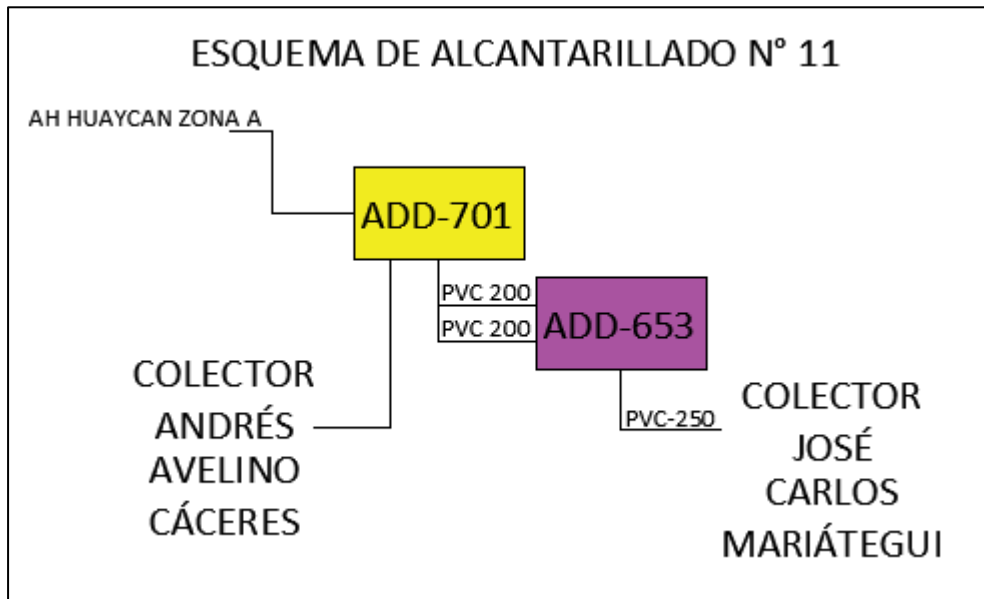 ESQUEMA DE ALCANTARILLADO N° 11
AH HUAYCAN ZONA A
ADD-701
PVC 200
PVC 200
ADD-653
COLECTOR
ANDRÉS
AVELINO
CÁCERES
PVC-250
COLECTOR
JOSÉ
CARLOS
MARIÁTEGUI